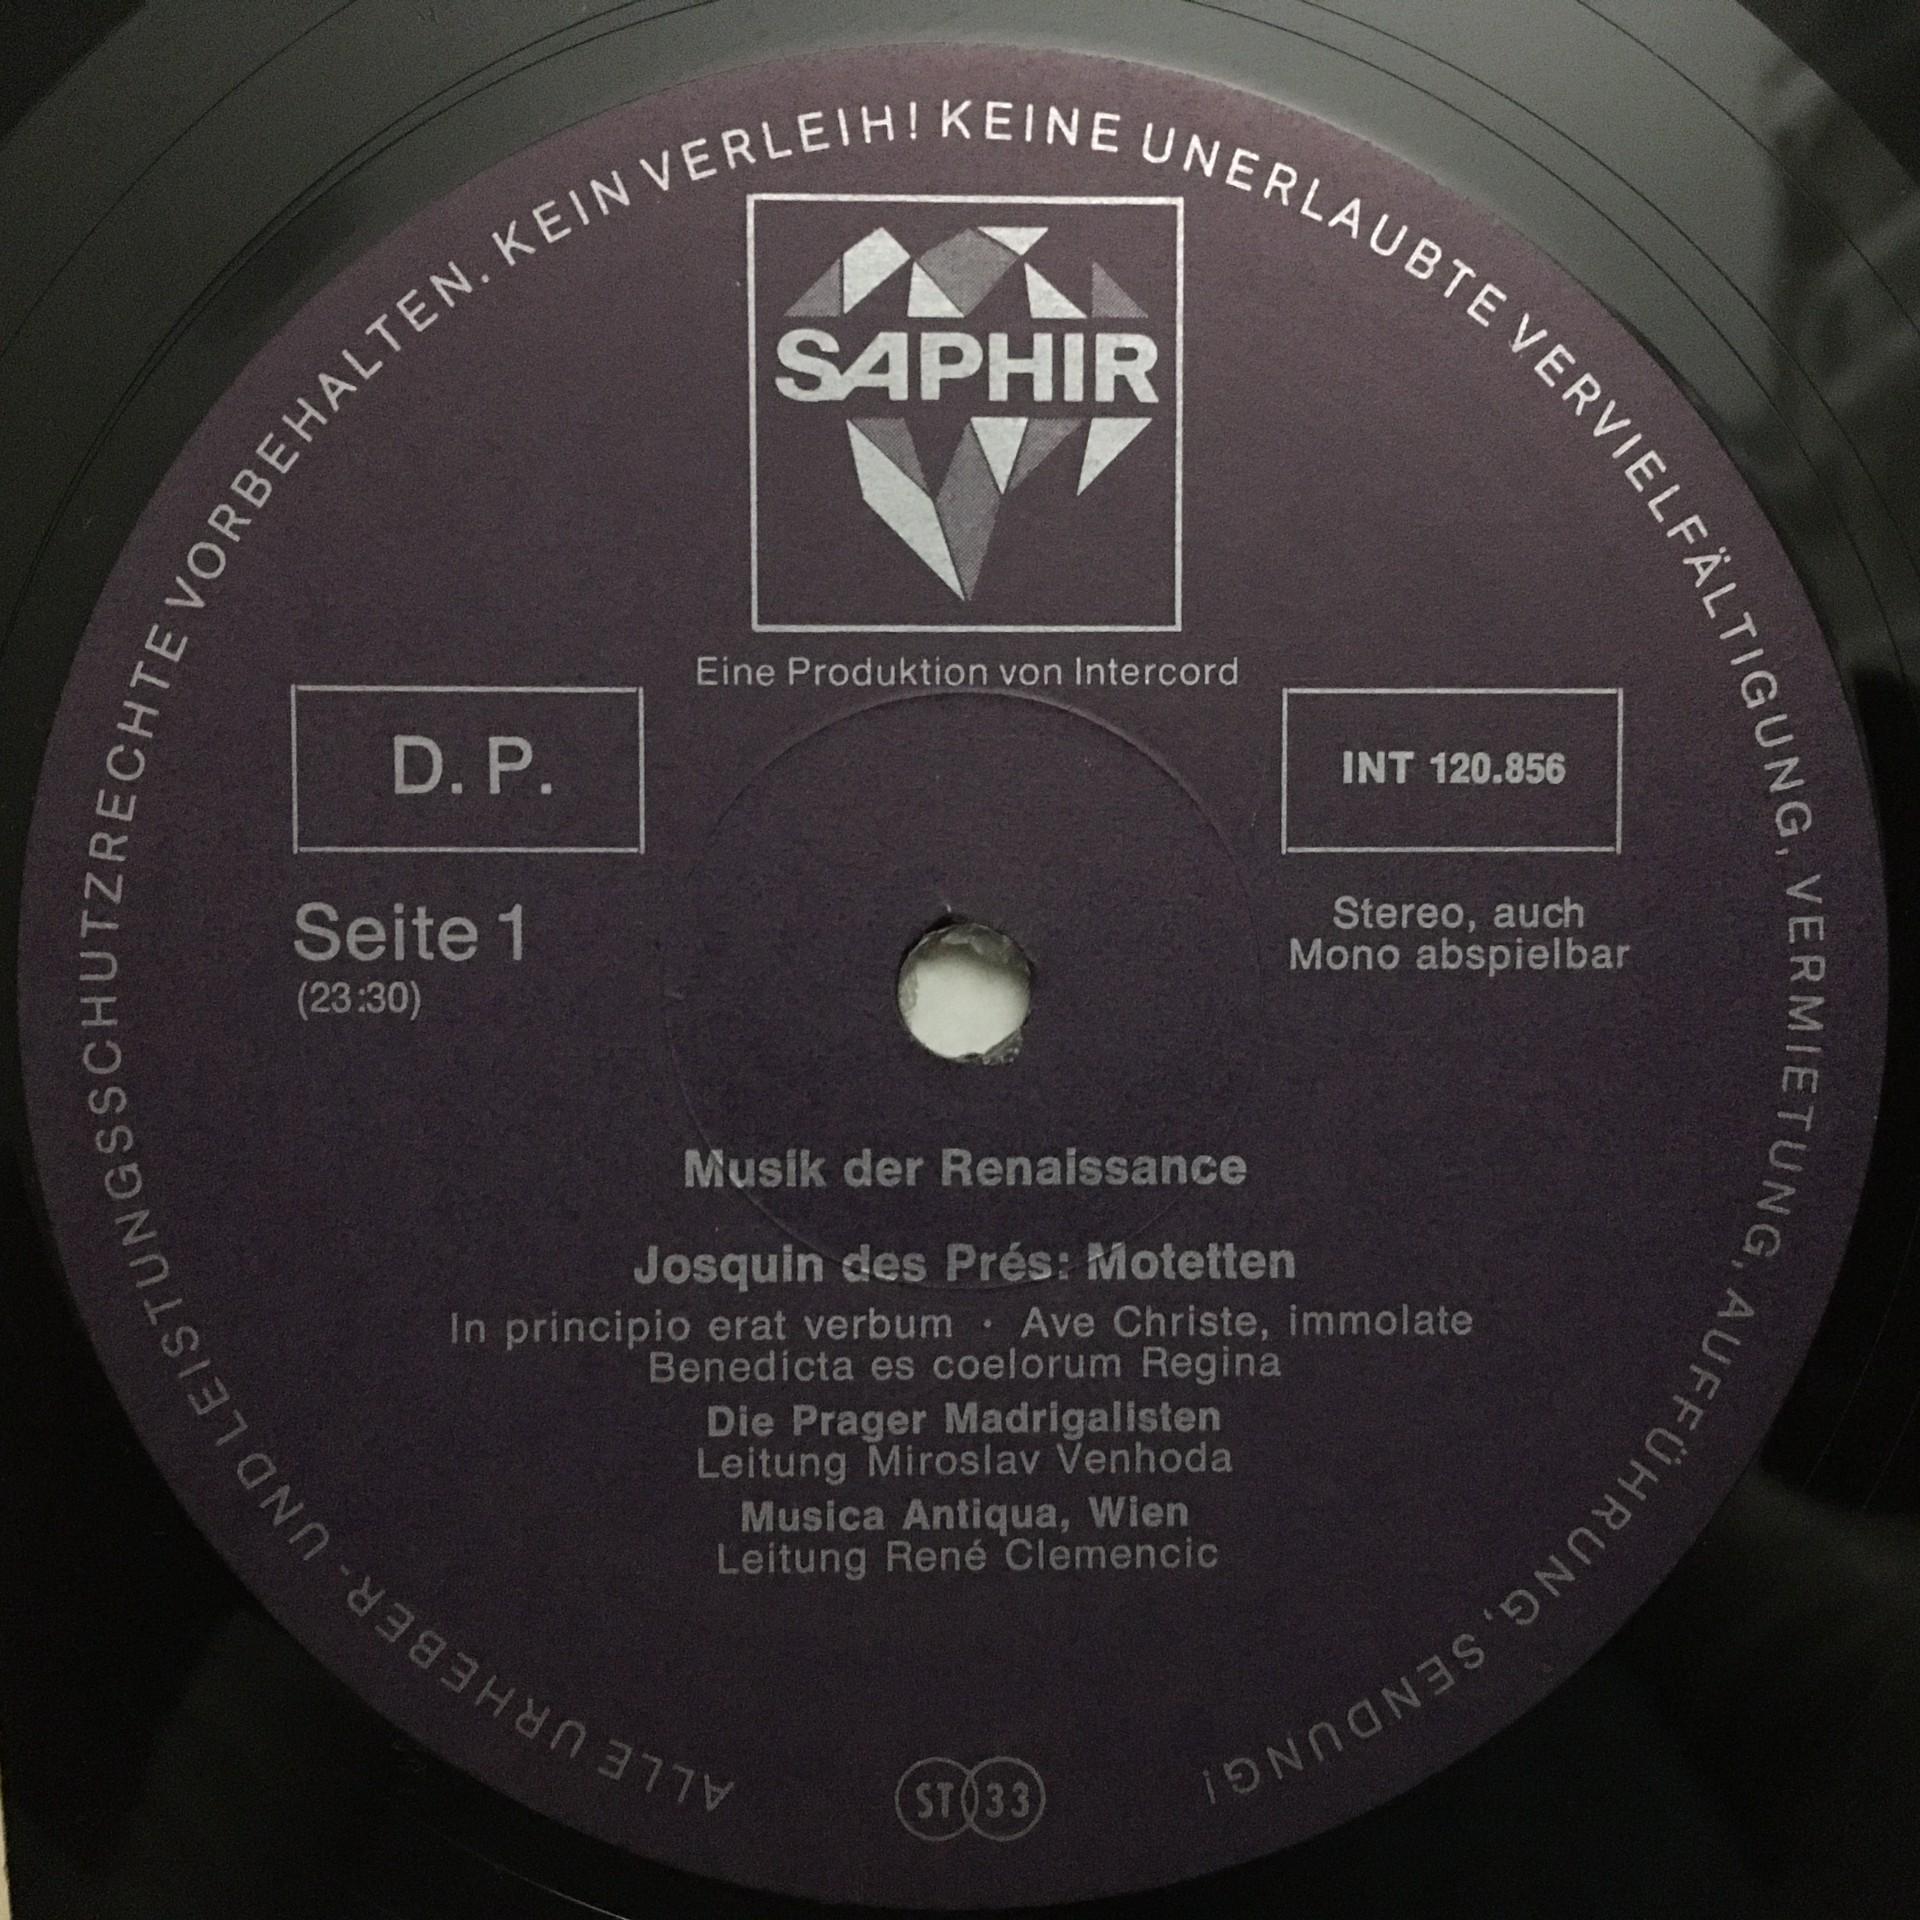 ALLE URHEBER- UND LEISTUNGSSCHUTZRECHTE VORBEHALTEN. KEIN VERLEIH! KEINE UNERLAUBTE VERVIELFÄLTIGUNG, VERMIETUNG, AUFFÜHRUNG, SENDUNG!
SAPHIR
Eine Produktion von Intercord
D. P.
INT 120.856
Seite 1
(23:30)
Stereo, auch
Mono abspielbar
Musik der Renaissance
Josquin des Prés: Motetten
In principio erat verbum · Ave Christe, immolate
Benedicta es coelorum Regina
Die Prager Madrigalisten
Leitung Miroslav Venhoda
Musica Antiqua, Wien
Leitung René Clemencic
ST 33